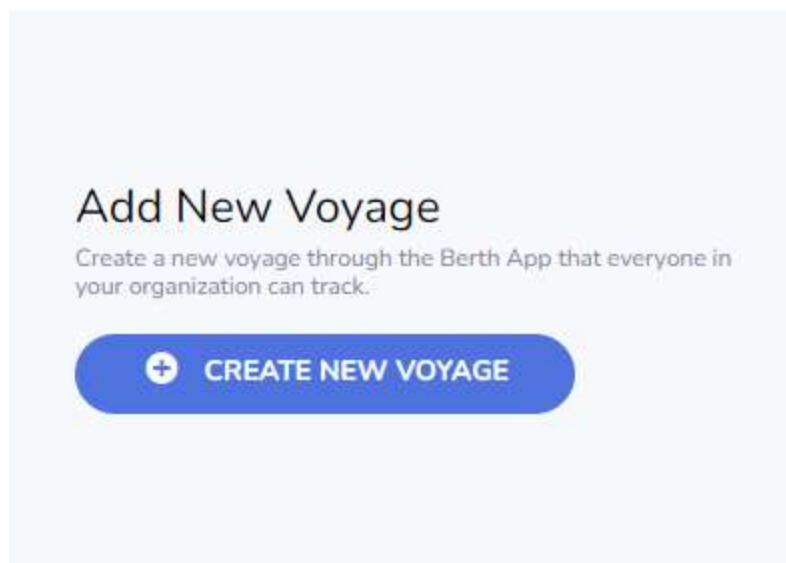 Add New Voyage
Create a new voyage through the Berth App that everyone in
your organization can track.
CREATE NEW VOYAGE